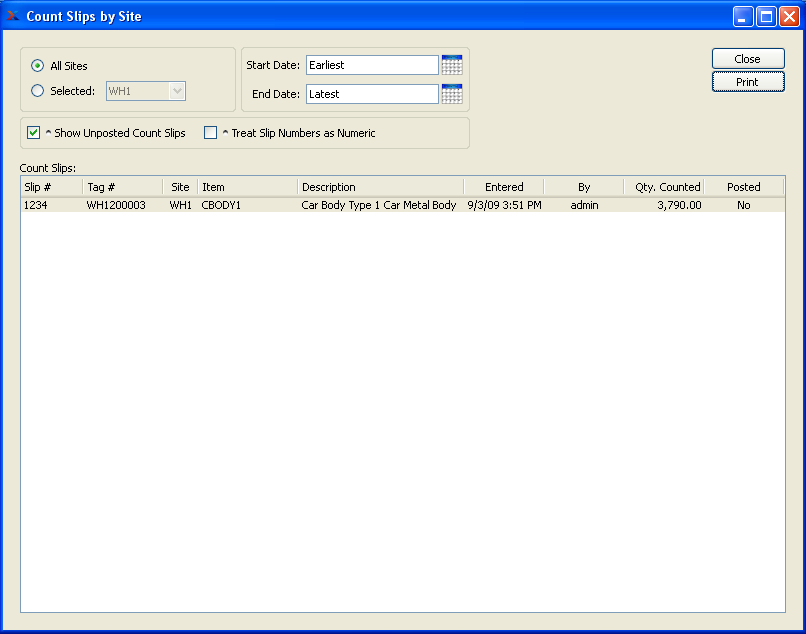 Count Slips by Site
All Sites
Selected: WH1
Start Date: Earliest
End Date: Latest
Close
Print
^ Show Unposted Count Slips ^ Treat Slip Numbers as Numeric
Count Slips:
Slip # Tag # Site Item Description Entered By Qty. Counted Posted
1234 WH1200003 WH1 CBODY1 Car Body Type 1 Car Metal Body 9/3/09 3:51 PM admin 3,790.00 No